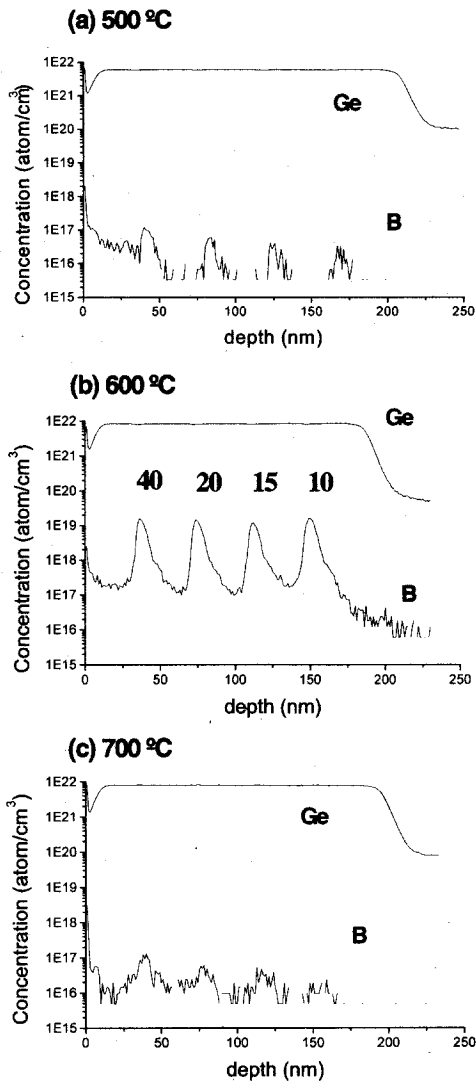 (a) 500 ºC
Concentration (atom/cm³)
1E22
1E21
1E20
1E19
1E18
1E17
1E16
1E15
Ge
B
0 50 100 150 200 250
depth (nm)
(b) 600 ºC
Concentration (atom/cm³)
1E22
1E21
1E20
1E19
1E18
1E17
1E16
1E15
Ge
40 20 15 10
B
0 50 100 150 200 250
depth (nm)
(c) 700 ºC
Concentration (atom/cm³)
1E22
1E21
1E20
1E19
1E18
1E17
1E16
1E15
Ge
B
0 50 100 150 200 250
depth (nm)